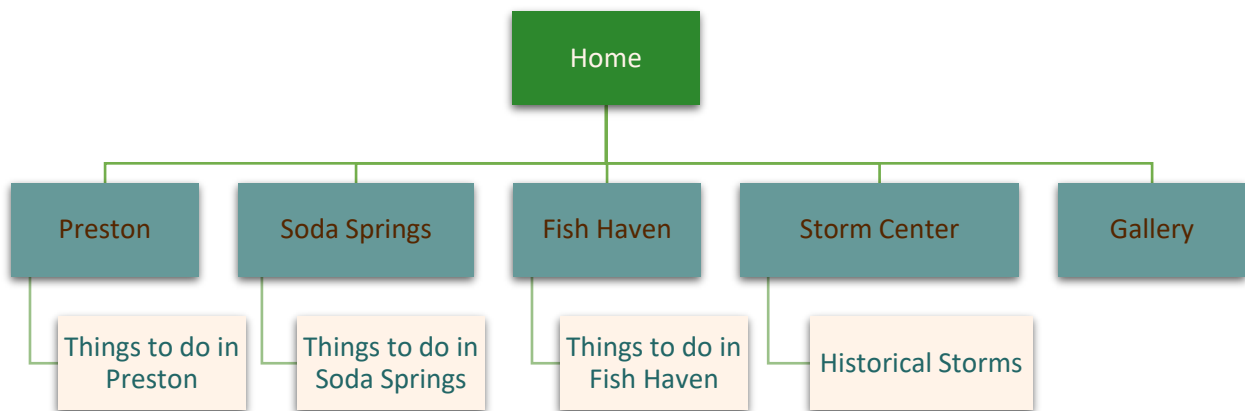 Home
Preston
Soda Springs
Fish Haven
Storm Center
Gallery
Things to do in
Preston
Things to do in
Soda Springs
Things to do in
Fish Haven
Historical Storms